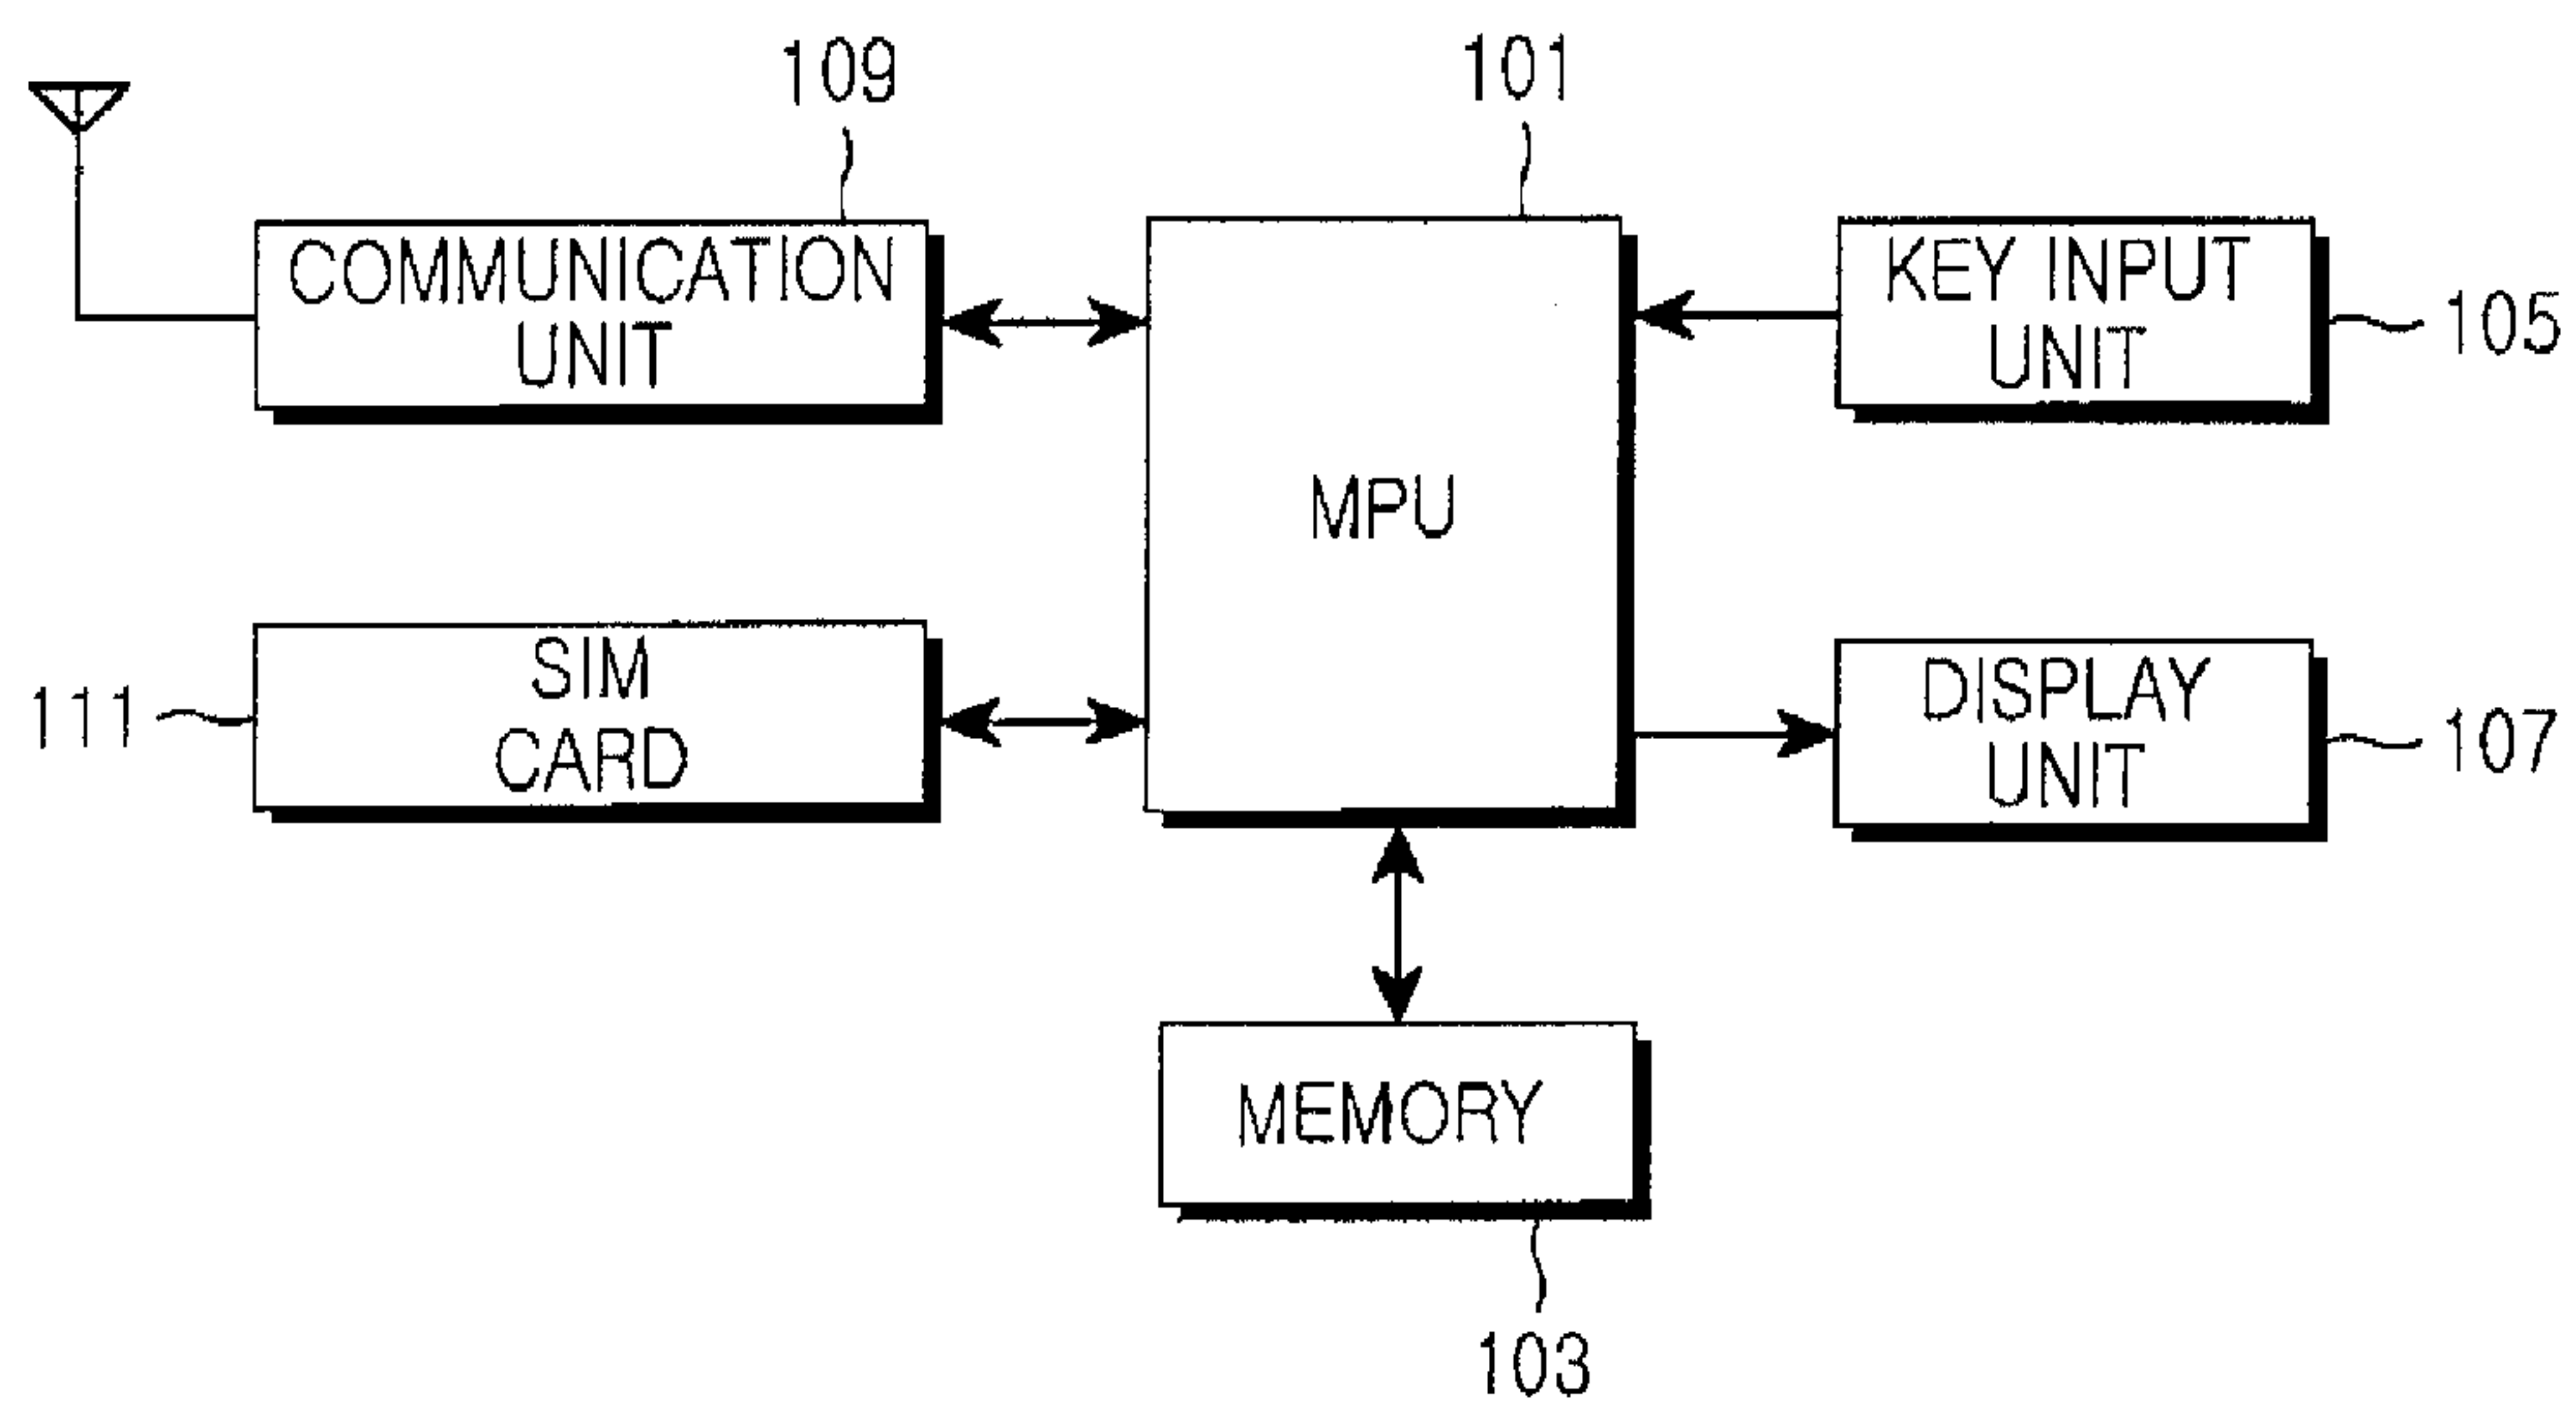 109
101
COMMUNICATION
UNIT
KEY INPUT
UNIT
105
MPU
111
SIM
CARD
DISPLAY
UNIT
107
MEMORY
103